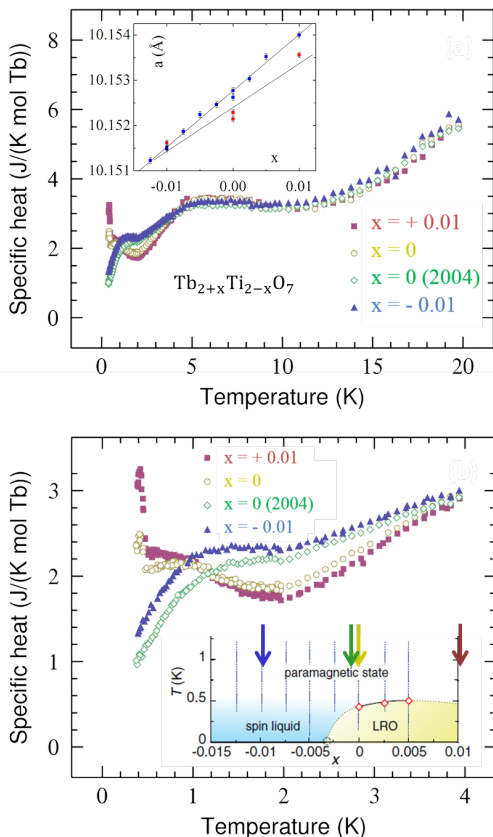 8
6
4
2
0
Specific heat (J/(K mol Tb))
10.154
10.153
10.152
10.151
a (Å)
-0.01
0.00
0.01
x
(a)
x = + 0.01
x = 0
x = 0 (2004)
x = - 0.01
Tb2+xTi2-xO7
0
5
10
15
20
Temperature (K)
3
2
1
0
Specific heat (J/(K mol Tb))
x = + 0.01
x = 0
x = 0 (2004)
x = - 0.01
(b)
T (K)
1
0.5
0
paramagnetic state
spin liquid
LRO
-0.015
-0.01
-0.005
0
0.005
0.01
x
0
1
2
3
4
Temperature (K)